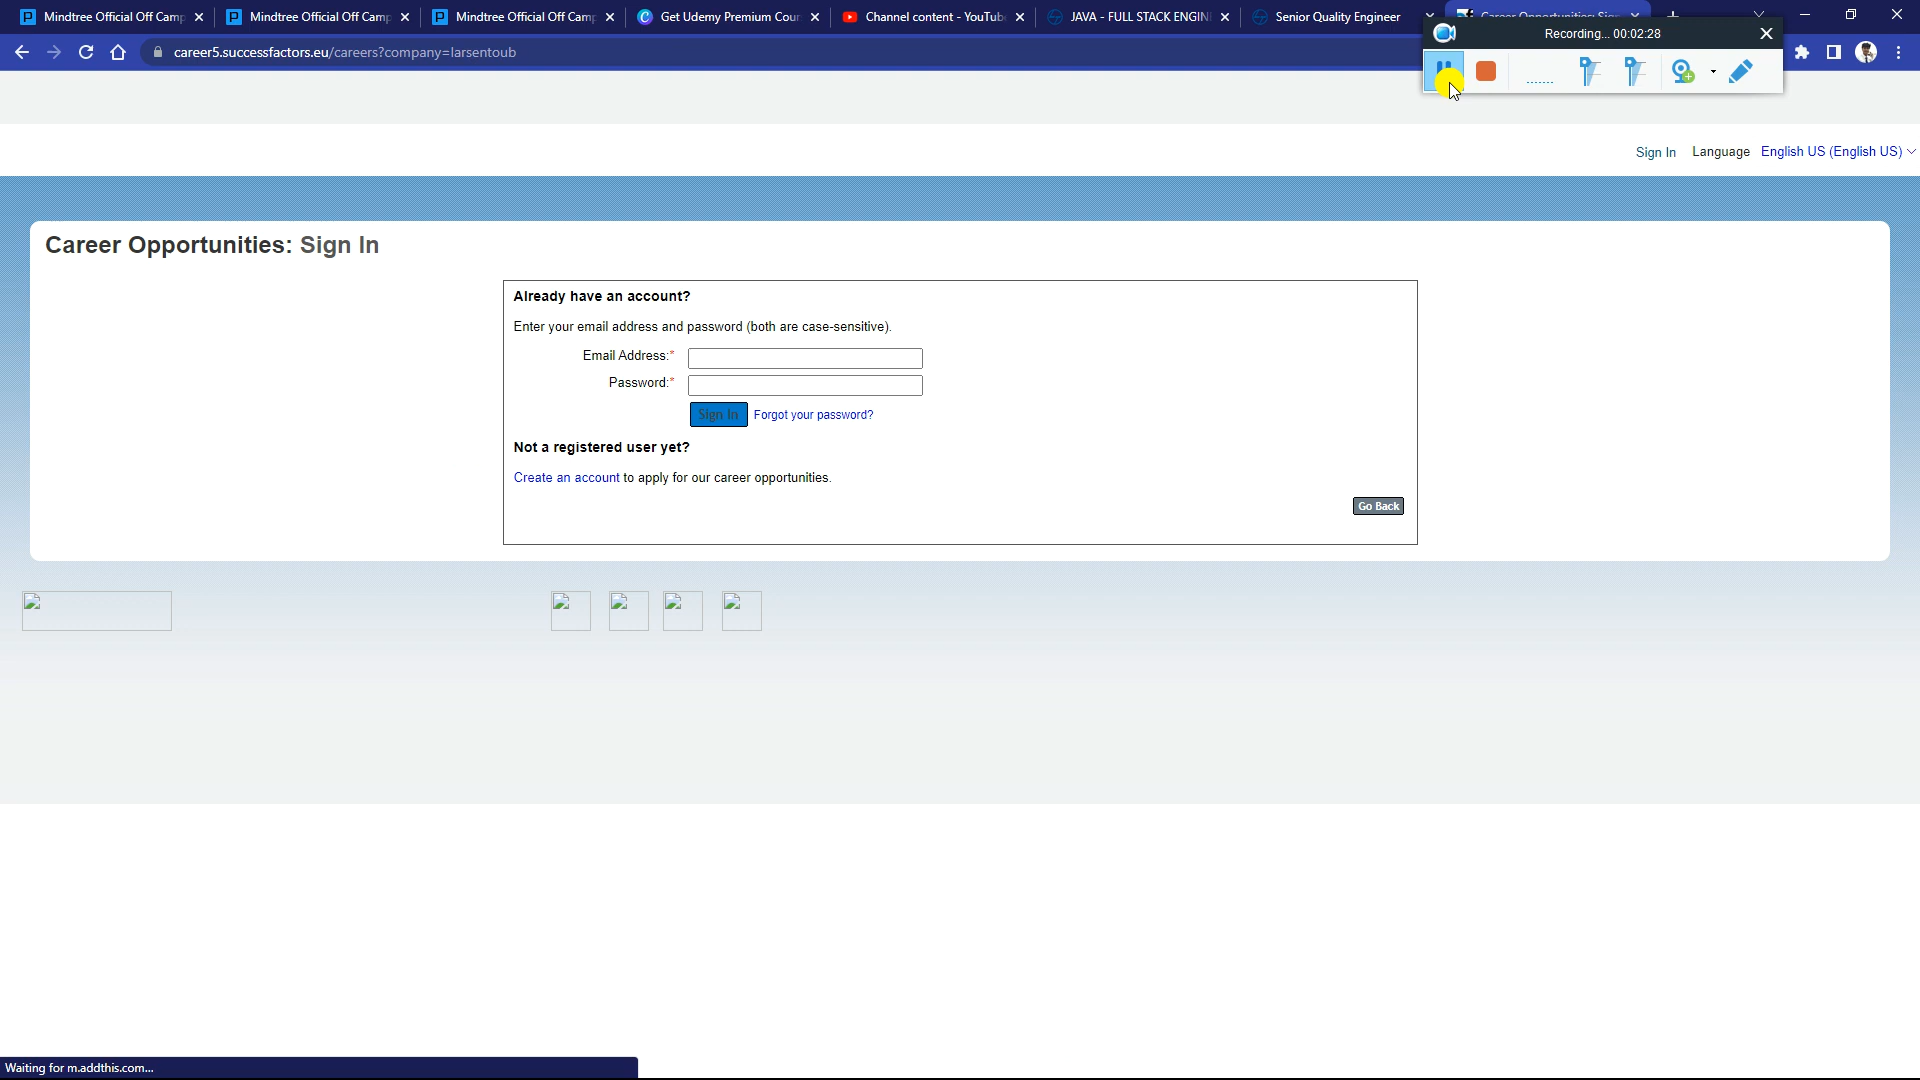 Mindtree Official Off Camp
Mindtree Official Off Camp
Mindtree Official Off Camp
Get Udemy Premium Cour
Channel content - YouTube
JAVA - FULL STACK ENGIN
Senior Quality Engineer
Career Opportunities: Sign
Recording... 00:02:28
career5.successfactors.eu/careers?company=larsentoub
Sign In Language English US (English US)
Career Opportunities: Sign In
Already have an account?
Enter your email address and password (both are case-sensitive).
Email Address:*
Password:*
Sign In Forgot your password?
Not a registered user yet?
Create an account to apply for our career opportunities.
Go Back
Waiting for m.addthis.com...